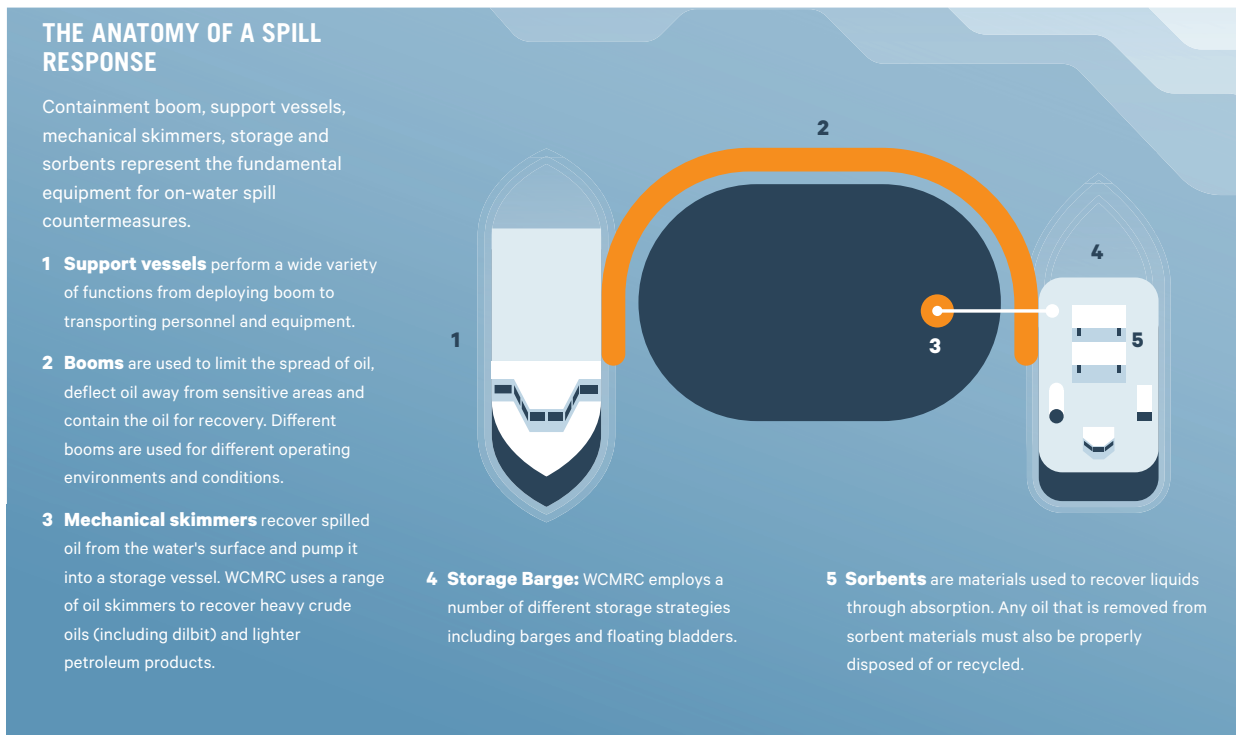 THE ANATOMY OF A SPILL
RESPONSE
Containment boom, support vessels,
mechanical skimmers, storage and
sorbents represent the fundamental
equipment for on-water spill
countermeasures.
1 Support vessels perform a wide variety
of functions from deploying boom to
transporting personnel and equipment.
2 Booms are used to limit the spread of oil,
deflect oil away from sensitive areas and
contain the oil for recovery. Different
booms are used for different operating
environments and conditions.
3 Mechanical skimmers recover spilled
oil from the water's surface and pump it
into a storage vessel. WCMRC uses a range
of oil skimmers to recover heavy crude
oils (including dilbit) and lighter
petroleum products.
2
4
1
3
5
4 Storage Barge: WCMRC employs a
number of different storage strategies
including barges and floating bladders.
5 Sorbents are materials used to recover liquids
through absorption. Any oil that is removed from
sorbent materials must also be properly
disposed of or recycled.